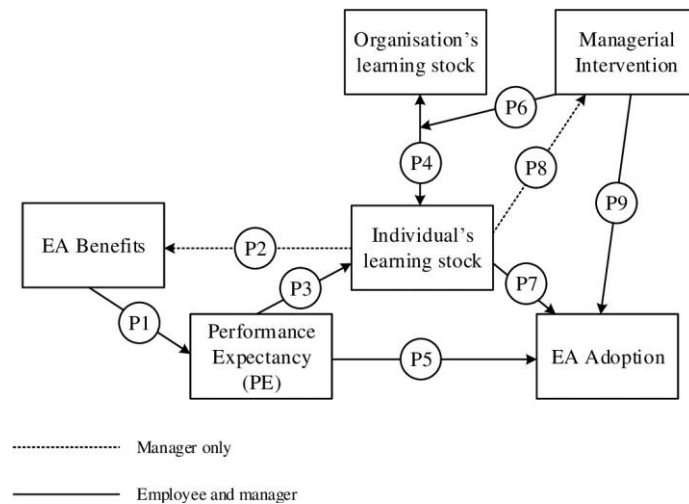 Organisation's
learning stock
Managerial
Intervention
P6
P4
P8
P9
EA Benefits
P2
Individual's
learning stock
P3
P7
P1
Performance
Expectancy
(PE)
P5
EA Adoption
Manager only
Employee and manager